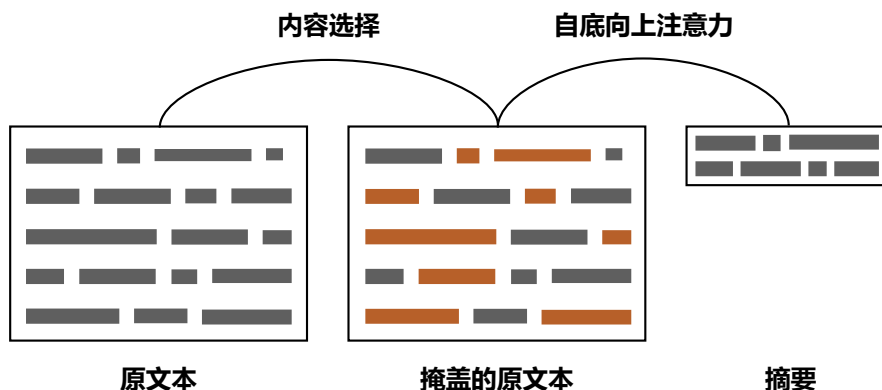 内容选择
自底向上注意力
原文本
掩盖的原文本
摘要